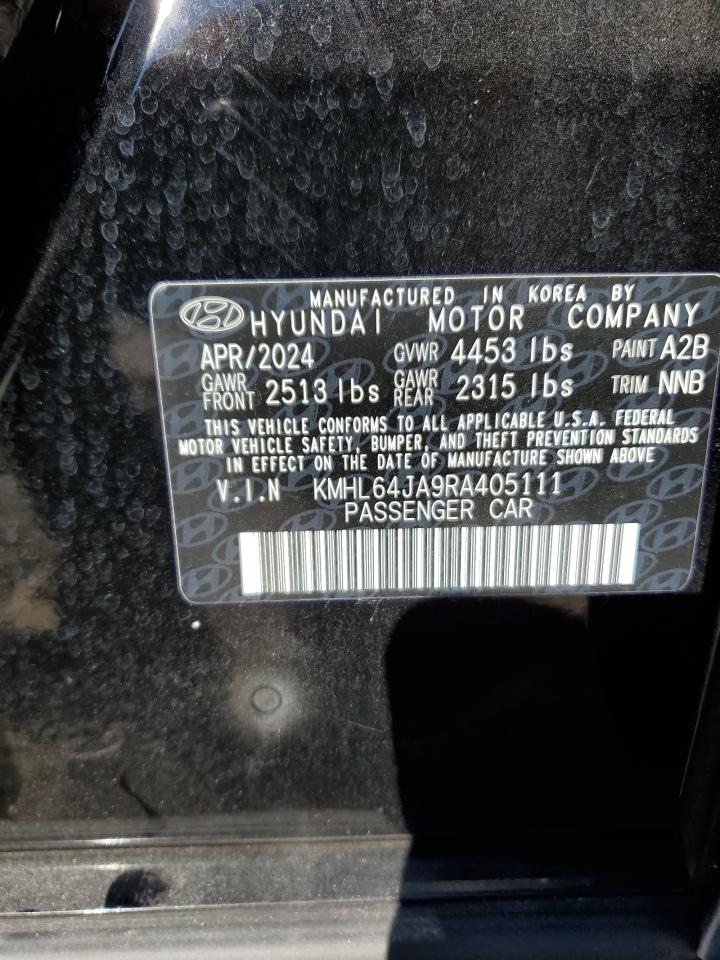 MANUFACTURED IN KOREA BY
HYUNDAI MOTOR COMPANY
APR/2024 GVWR 4453 lbs PAINT A2B
GAWR FRONT 2513 lbs GAWR REAR 2315 lbs TRIM NNB
THIS VEHICLE CONFORMS TO ALL APPLICABLE U.S.A. FEDERAL
MOTOR VEHICLE SAFETY, BUMPER, AND THEFT PREVENTION STANDARDS
IN EFFECT ON THE DATE OF MANUFACTURE SHOWN ABOVE
V.I.N KMHL64JA9RA405111
PASSENGER CAR